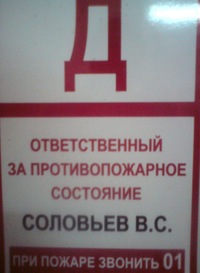 Д
ОТВЕТСТВЕННЫЙ
ЗА ПРОТИВОПОЖАРНОЕ
СОСТОЯНИЕ
СОЛОВЬЕВ В.С.
ПРИ ПОЖАРЕ ЗВОНИТЬ 01